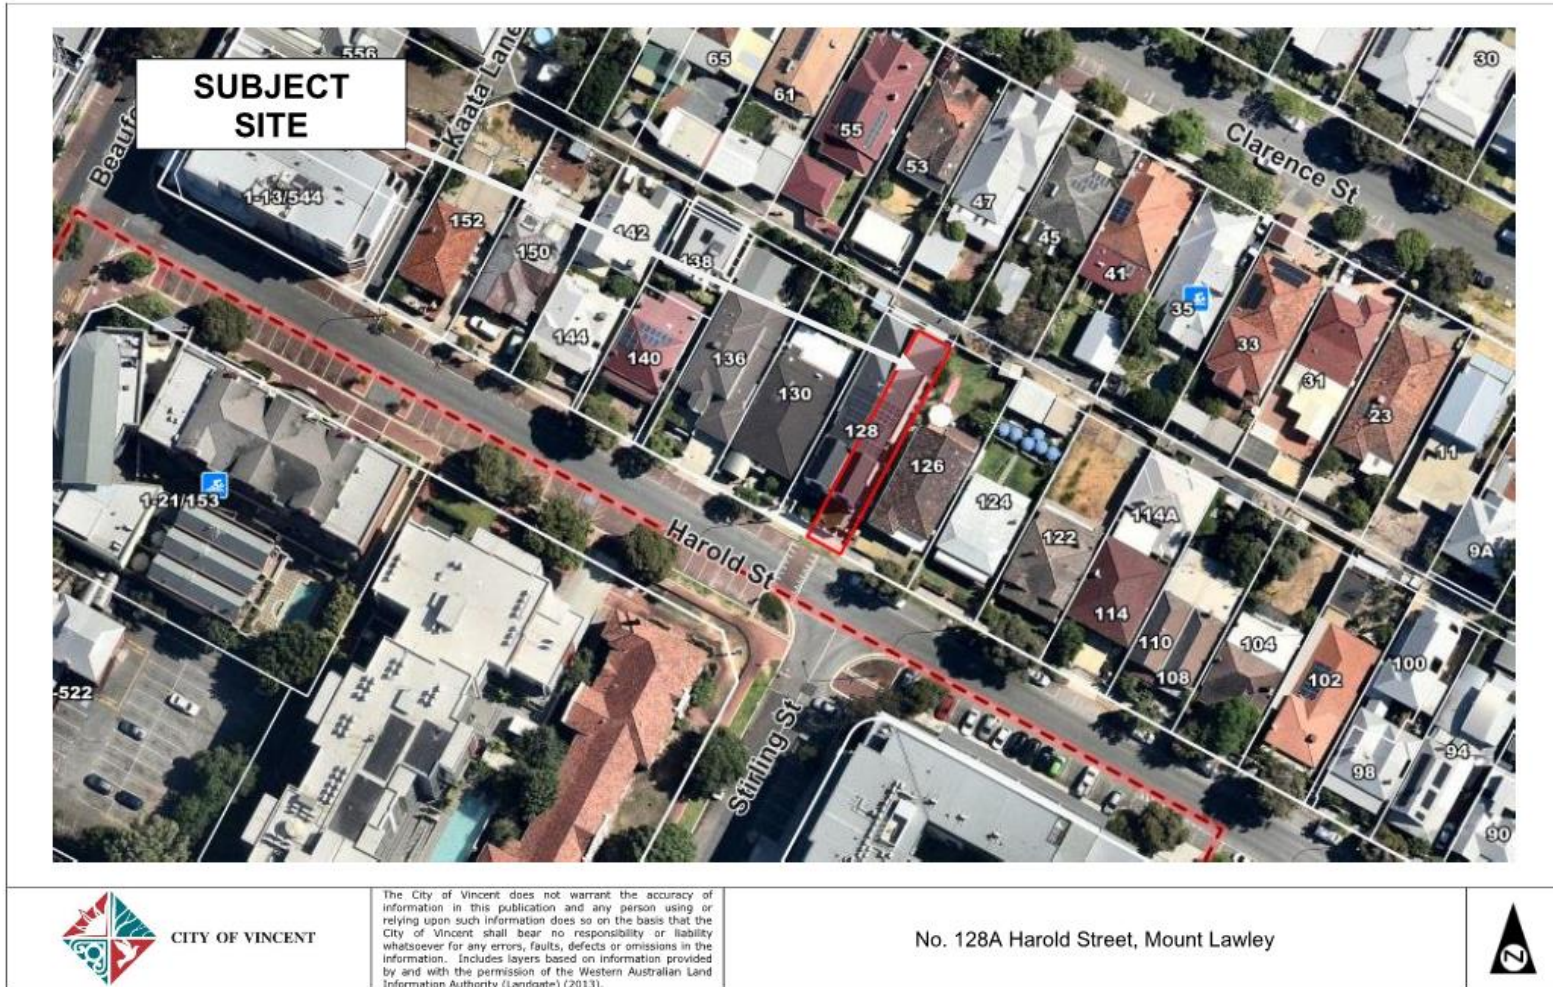 SUBJECT
SITE
556
Kaata Lane
65
61
55
53
47
45
41
35
33
31
23
11
9A
30
Clarence St
1-13/544
152
150
142
138
144
140
136
130
128
126
124
122
114A
114
110
108
104
102
100
98
94
90
1-21/153
-522
Harold St
Stirling St
CITY OF VINCENT
The City of Vincent does not warrant the accuracy of
information in this publication and any person using or
relying upon such information does so on the basis that the
City of Vincent shall bear no responsibility or liability
whatsoever for any errors, faults, defects or omissions in the
information. Includes layers based on information provided
by and with the permission of the Western Australian Land
Information Authority (Landgate) (2013).
No. 128A Harold Street, Mount Lawley
N